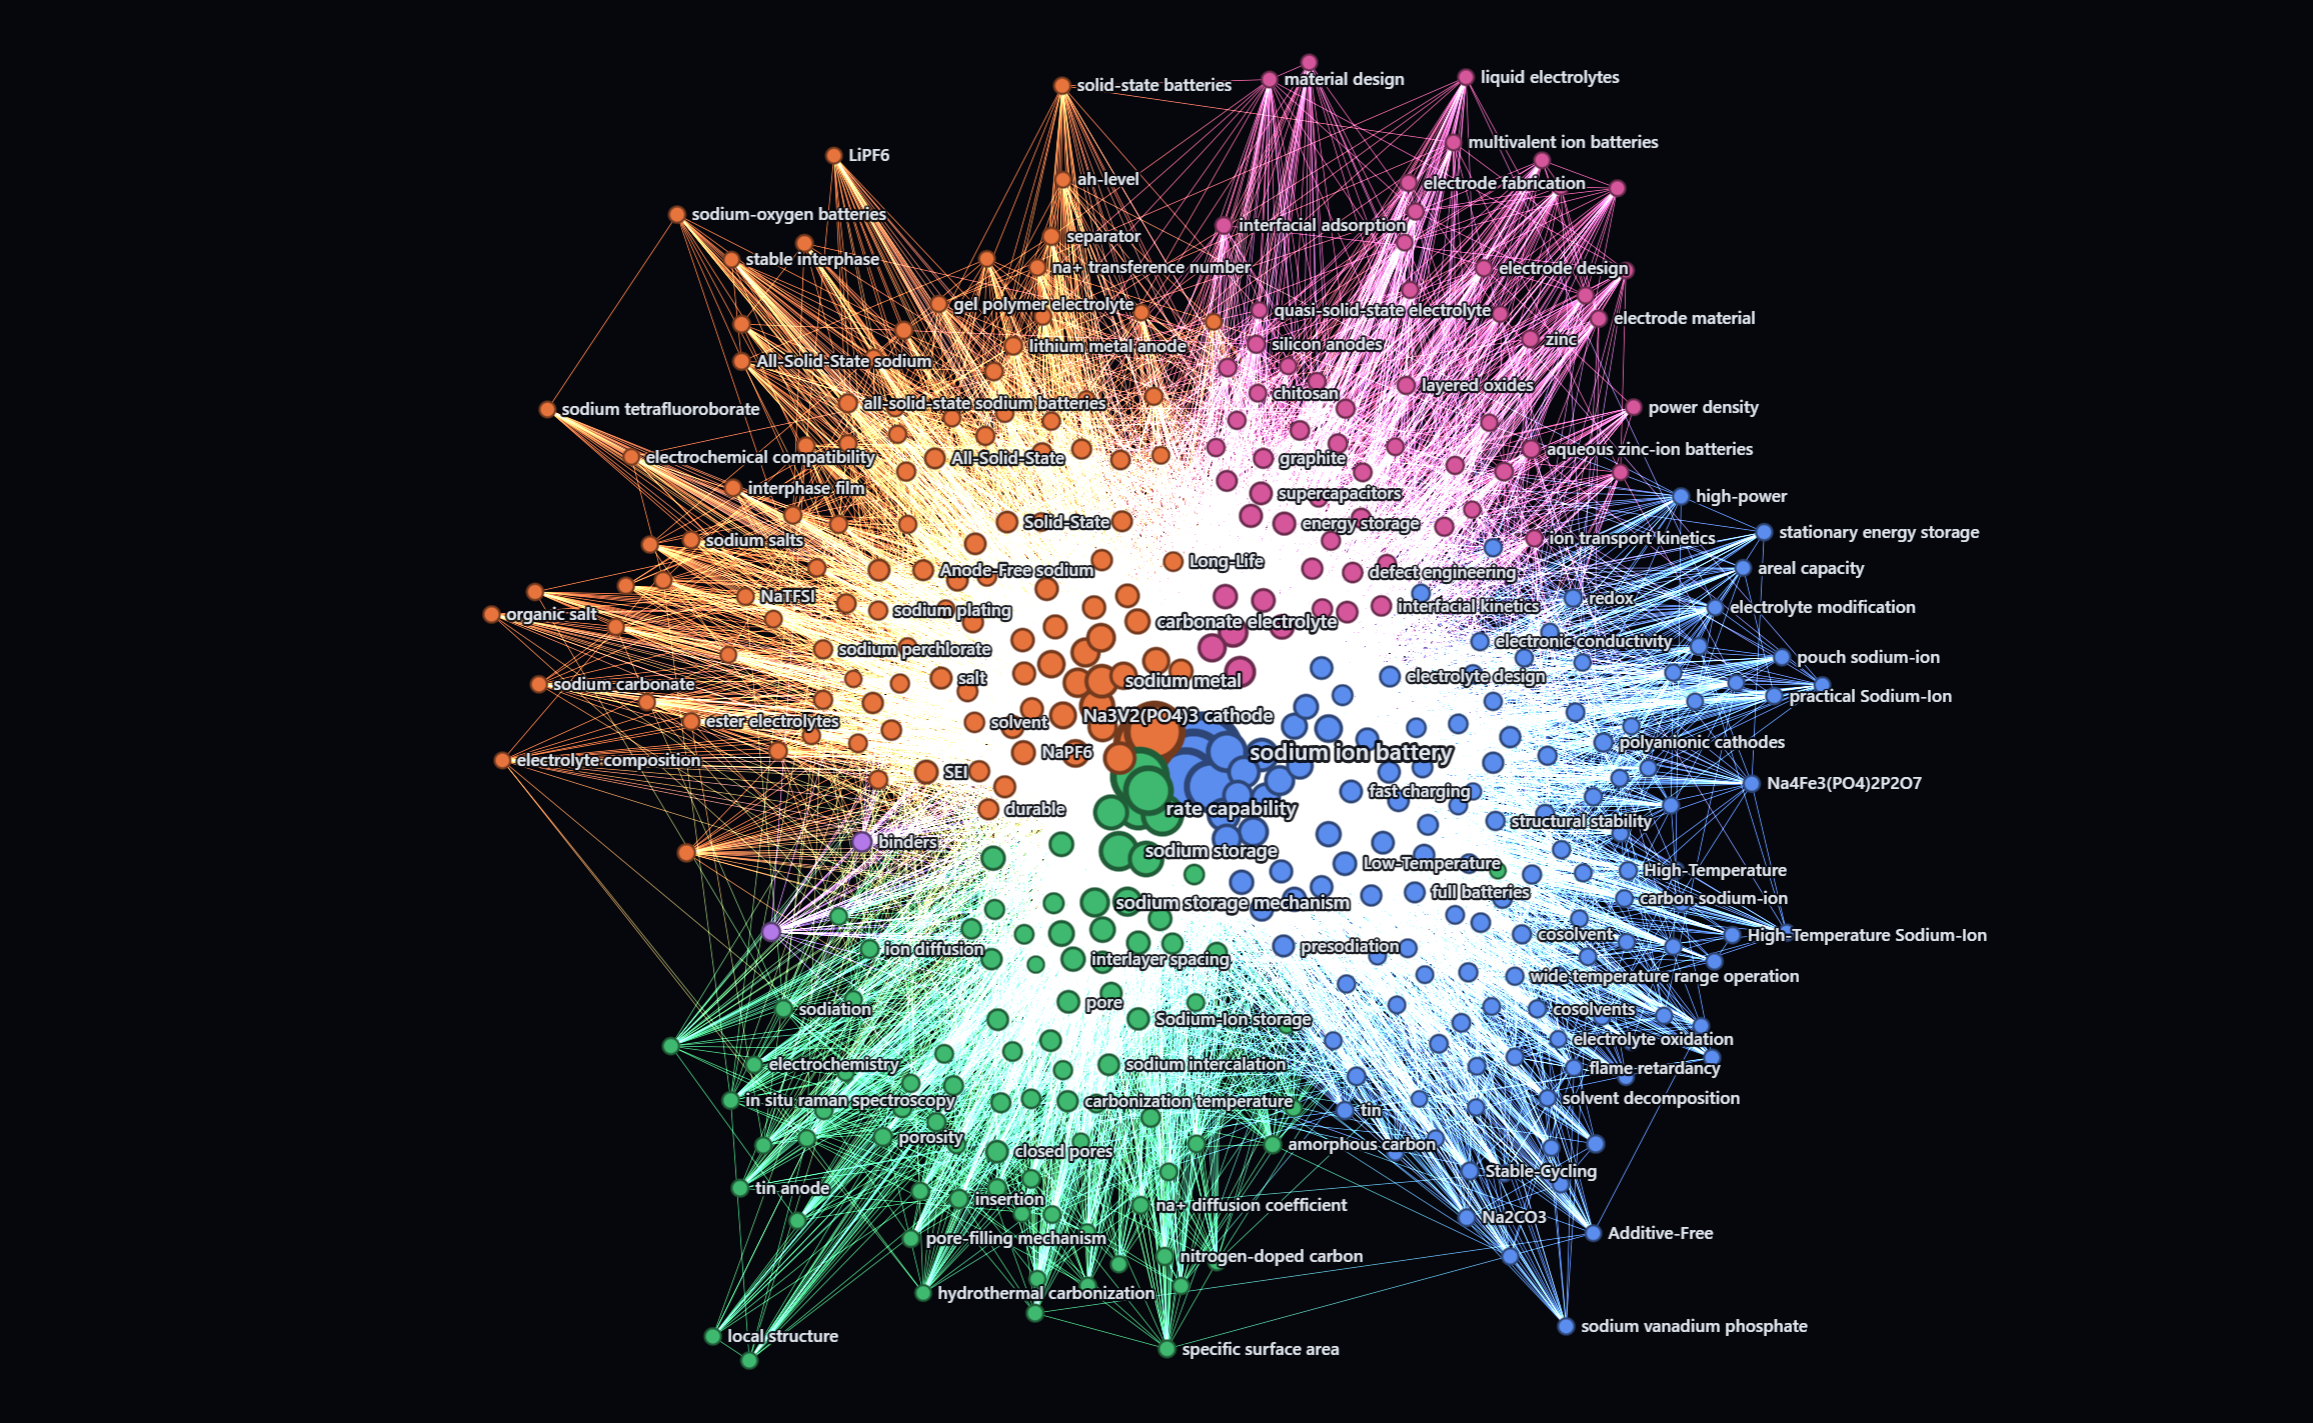 solid-state batteries
material design
liquid electrolytes
multivalent ion batteries
LiPF6
ah-level
electrode fabrication
sodium-oxygen batteries
interfacial adsorption
separator
stable interphase
na+ transference number
electrode design
gel polymer electrolyte
quasi-solid-state electrolyte
electrode material
zinc
lithium metal anode
silicon anodes
All-Solid-State sodium
layered oxides
chitosan
all-solid-state sodium batteries
sodium tetrafluoroborate
power density
aqueous zinc-ion batteries
electrochemical compatibility
All-Solid-State
graphite
interphase film
supercapacitors
high-power
Solid-State
energy storage
stationary energy storage
sodium salts
ion transport kinetics
Long-Life
areal capacity
Anode-Free sodium
defect engineering
NaTFSI
redox
sodium plating
interfacial kinetics
electrolyte modification
organic salt
carbonate electrolyte
electronic conductivity
sodium perchlorate
pouch sodium-ion
salt
sodium metal
electrolyte design
sodium carbonate
practical Sodium-Ion
ester electrolytes
solvent
Na3V2(PO4)3 cathode
polyanionic cathodes
NaPF6
sodium ion battery
electrolyte composition
SEI
Na4Fe3(PO4)2P2O7
fast charging
durable
rate capability
structural stability
binders
sodium storage
Low-Temperature
High-Temperature
full batteries
carbon sodium-ion
sodium storage mechanism
cosolvent
High-Temperature Sodium-Ion
ion diffusion
presodiation
interlayer spacing
wide temperature range operation
pore
sodiation
Sodium-Ion storage
cosolvents
electrolyte oxidation
electrochemistry
sodium intercalation
flame retardancy
in situ raman spectroscopy
carbonization temperature
tin
solvent decomposition
porosity
closed pores
amorphous carbon
Stable-Cycling
tin anode
insertion
na+ diffusion coefficient
Na2CO3
pore-filling mechanism
Additive-Free
nitrogen-doped carbon
hydrothermal carbonization
local structure
sodium vanadium phosphate
specific surface area